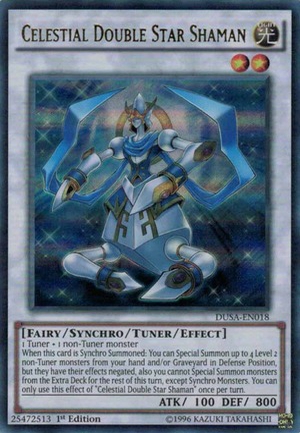 CELESTIAL DOUBLE STAR SHAMAN
光
DUSA-EN018
[FAIRY/SYNCHRO/TUNER/EFFECT]
1 Tuner + 1 non-Tuner monster
When this card is Synchro Summoned: You can Special Summon up to 4 Level 2
non-Tuner monsters from your hand and/or Graveyard in Defense Position,
but they have their effects negated, also you cannot Special Summon monsters
from the Extra Deck for the rest of this turn, except Synchro Monsters. You can
only use this effect of "Celestial Double Star Shaman" once per turn.
ATK/ 100 DEF/ 800
25472513 1st Edition ©1996 KAZUKI TAKAHASHI